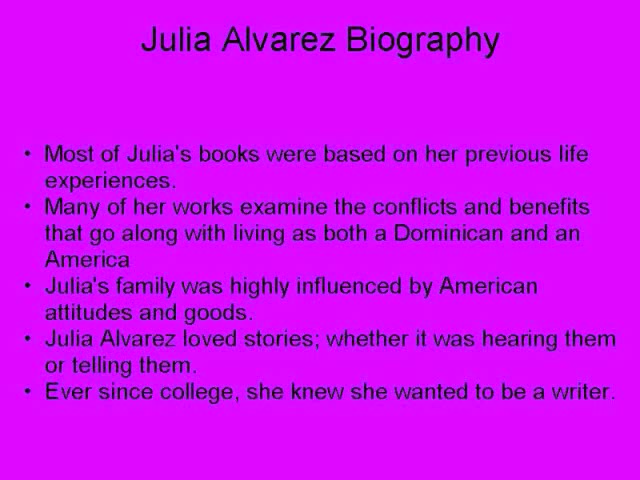 Julia Alvarez Biography
• Most of Julia's books were based on her previous life
experiences.
• Many of her works examine the conflicts and benefits
that go along with living as both a Dominican and an
America
• Julia's family was highly influenced by American
attitudes and goods.
• Julia Alvarez loved stories; whether it was hearing them
or telling them.
• Ever since college, she knew she wanted to be a writer.